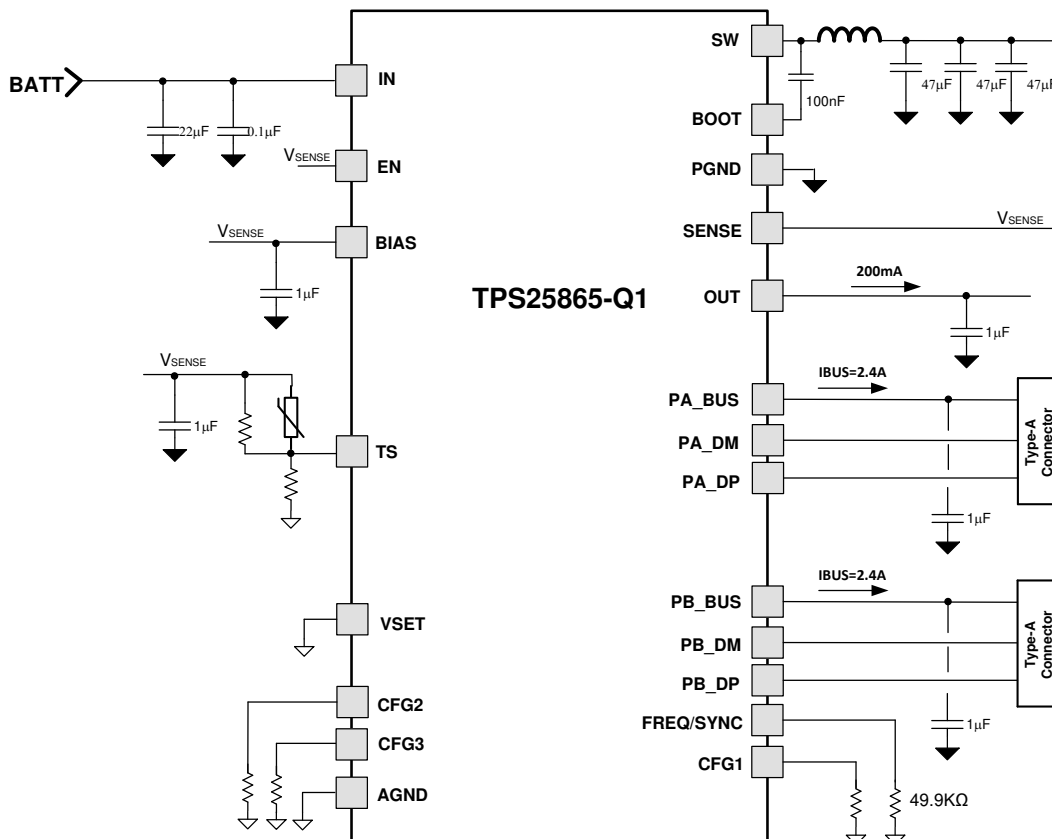 BATT
IN
22µF
0.1µF
VSENSE
EN
VSENSE
BIAS
1µF
VSENSE
1µF
TS
VSET
CFG2
CFG3
AGND
TPS25865-Q1
SW
100nF
47µF
47µF
47µF
BOOT
PGND
SENSE
VSENSE
OUT
200mA
1µF
PA_BUS
IBUS=2.4A
PA_DM
PA_DP
1µF
Type-A
Connector
PB_BUS
IBUS=2.4A
PB_DM
PB_DP
1µF
Type-A
Connector
FREQ/SYNC
CFG1
49.9KΩ